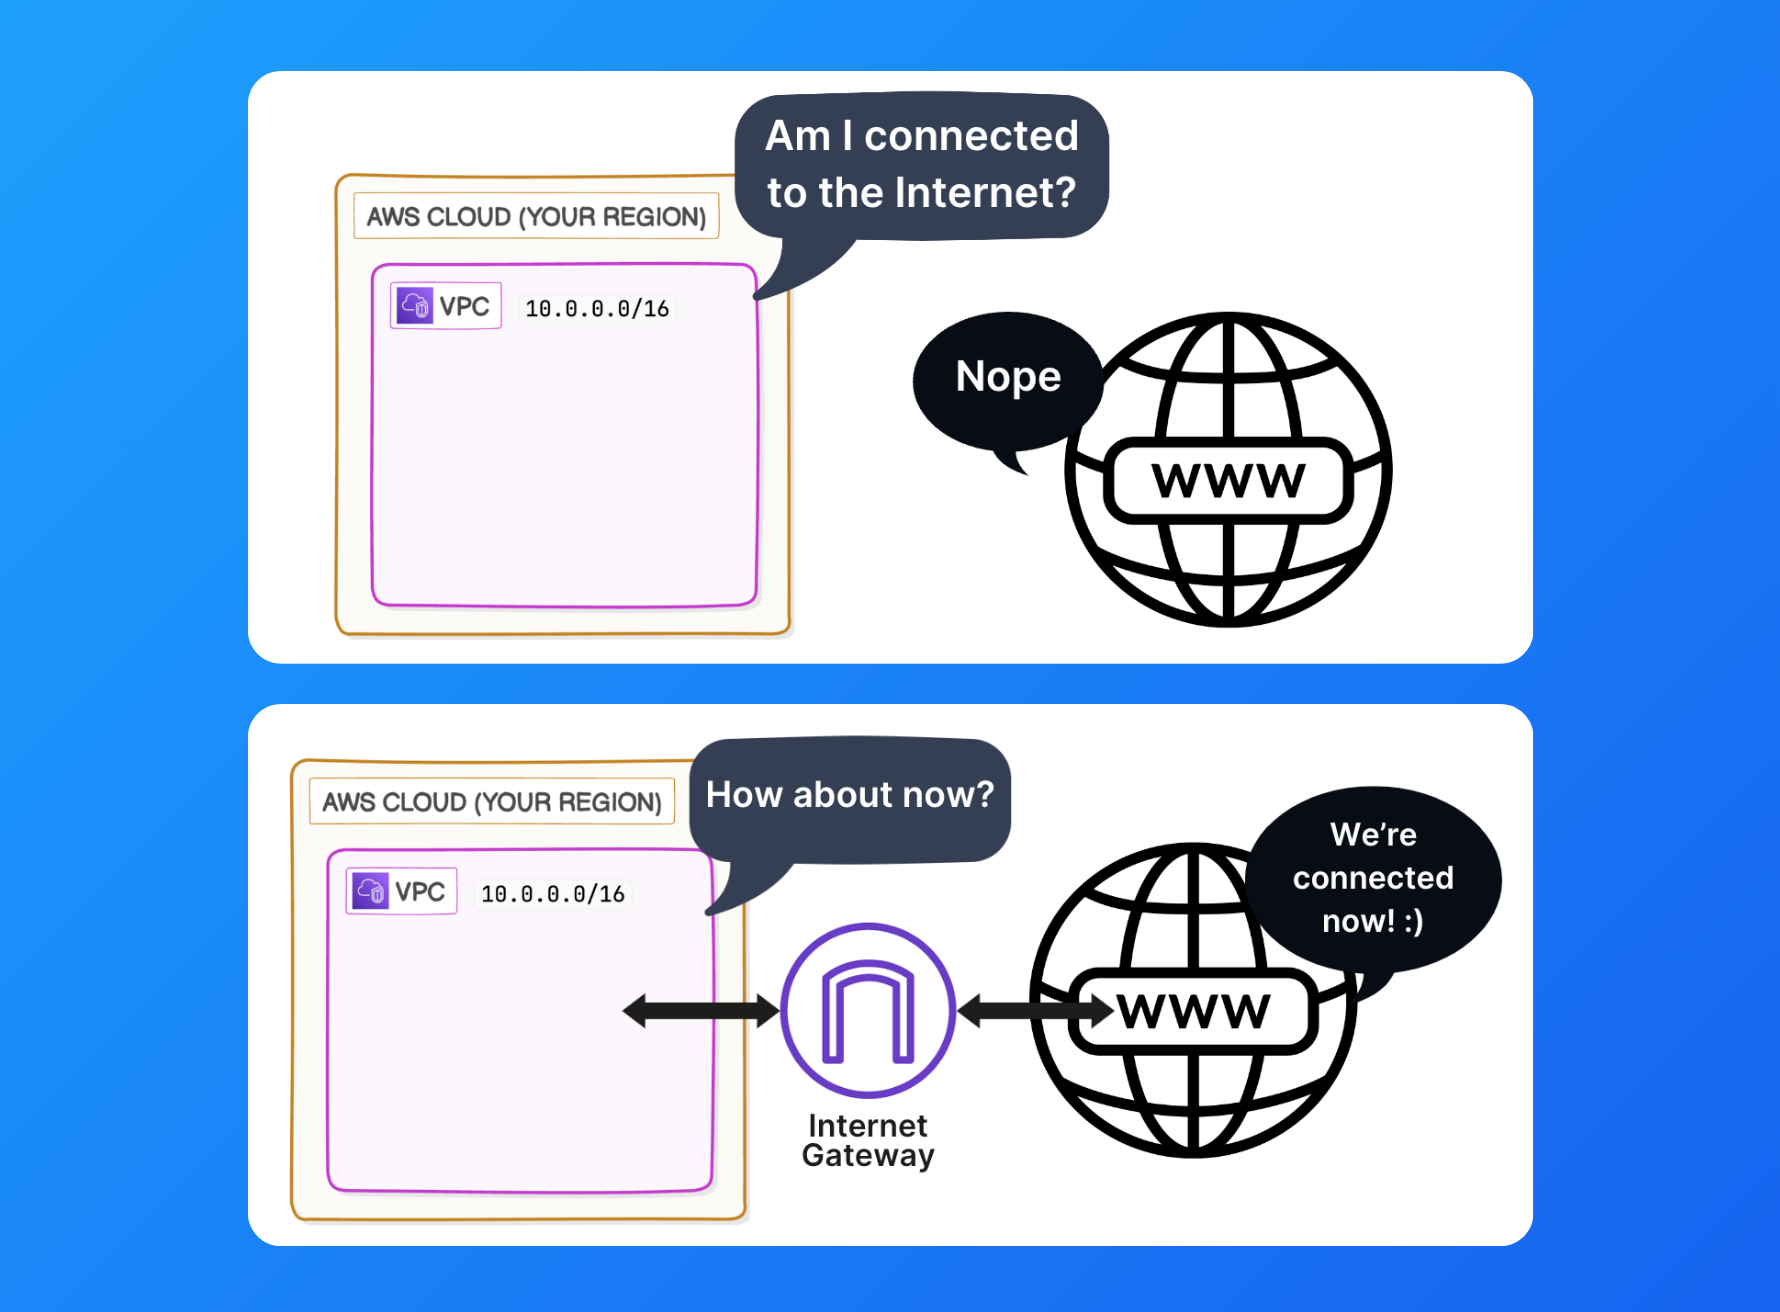 Am I connected
to the Internet?
AWS CLOUD (YOUR REGION)
VPC
10.0.0.0/16
Nope
WWW
How about now?
AWS CLOUD (YOUR REGION)
VPC
10.0.0.0/16
We're
connected
now! :)
WWW
Internet
Gateway